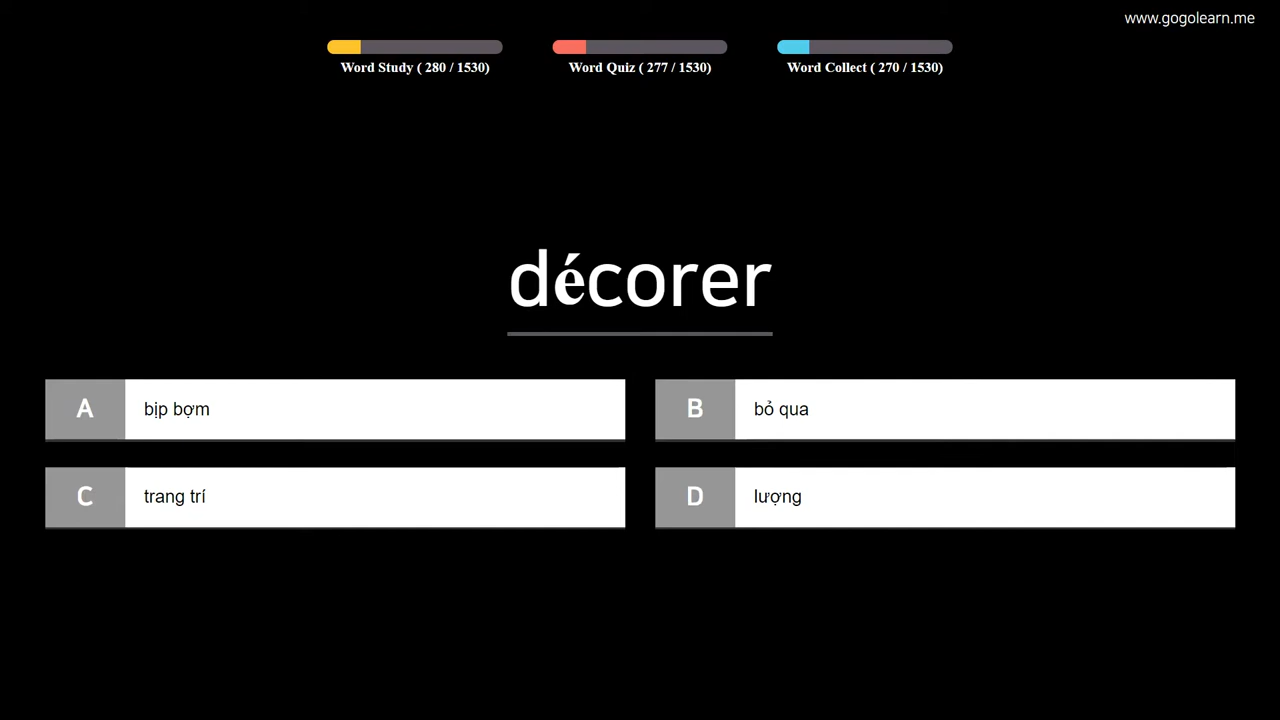 www.gogolearn.me
Word Study ( 280 / 1530)
Word Quiz ( 277 / 1530)
Word Collect ( 270 / 1530)
décorer
A bịp bợm
B bỏ qua
C trang trí
D lượng